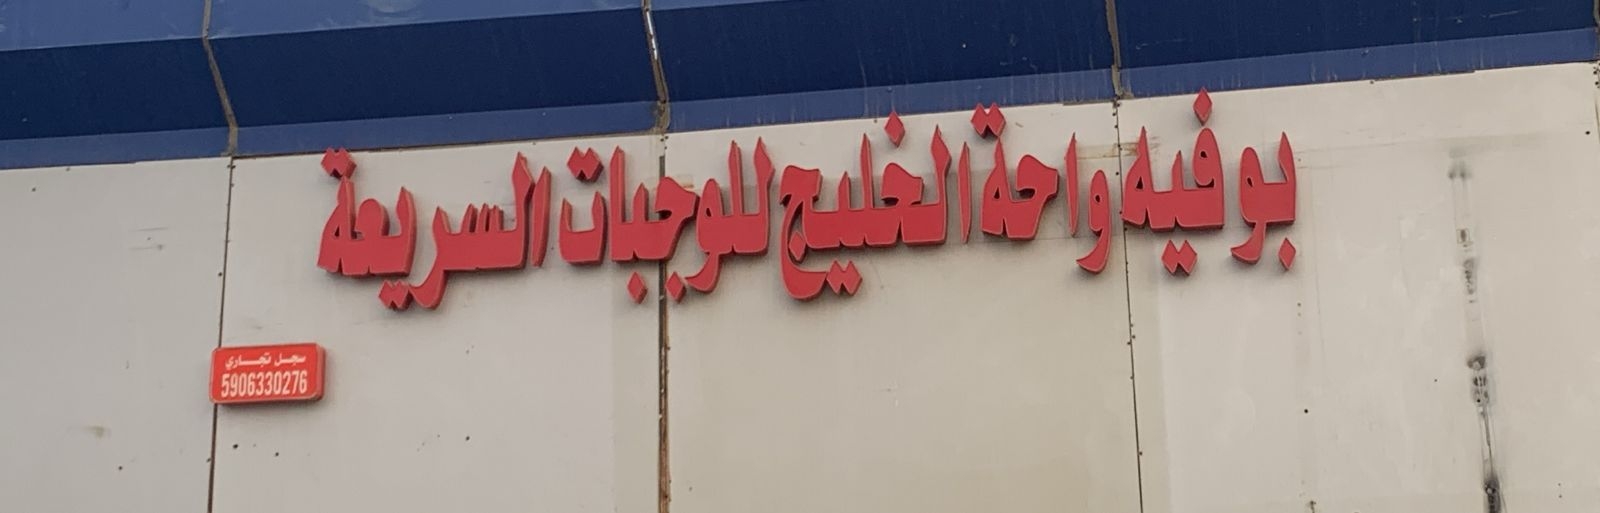 بوفيه واحة الخليج للوجبات السريعة
سجل تجاري
5906330276